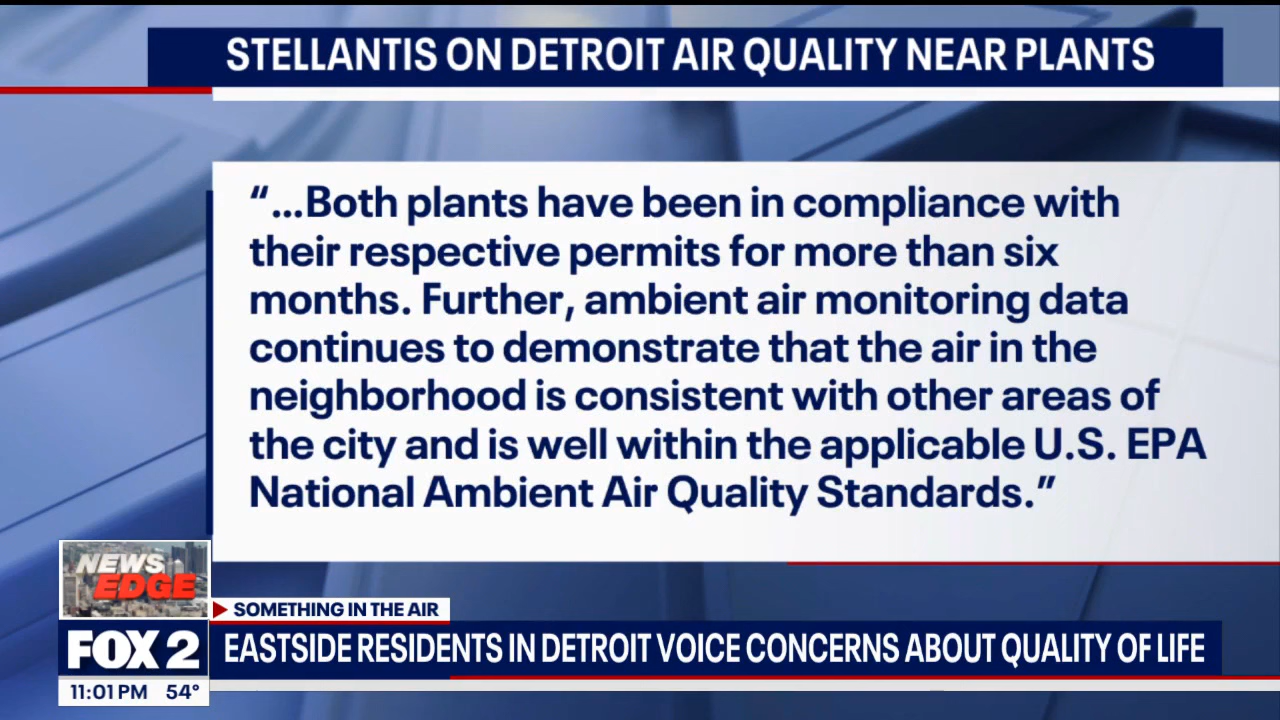 STELLANTIS ON DETROIT AIR QUALITY NEAR PLANTS
“...Both plants have been in compliance with
their respective permits for more than six
months. Further, ambient air monitoring data
continues to demonstrate that the air in the
neighborhood is consistent with other areas of
the city and is well within the applicable U.S. EPA
National Ambient Air Quality Standards.”
NEWS
EDGE
SOMETHING IN THE AIR
FOX 2
EASTSIDE RESIDENTS IN DETROIT VOICE CONCERNS ABOUT QUALITY OF LIFE
11:01 PM 54°